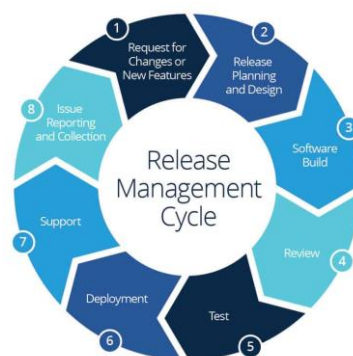 1
Request for
Changes or
New Features
2
Release
Planning
and Design
3
Software
Build
4
Review
5
Test
6
Deployment
7
Support
8
Issue
Reporting
and Collection
Release
Management
Cycle